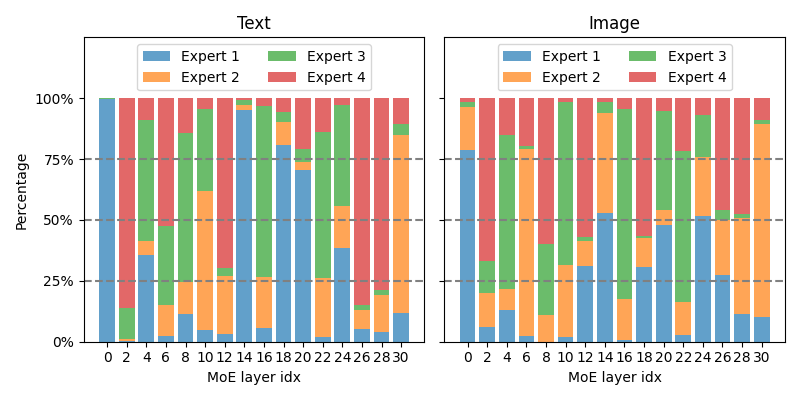 Text
Image
Expert 1
Expert 3
Expert 2
Expert 4
Expert 1
Expert 3
Expert 2
Expert 4
Percentage
100%
75%
50%
25%
0%
0 2 4 6 8 10 12 14 16 18 20 22 24 26 28 30
0 2 4 6 8 10 12 14 16 18 20 22 24 26 28 30
MoE layer idx
MoE layer idx